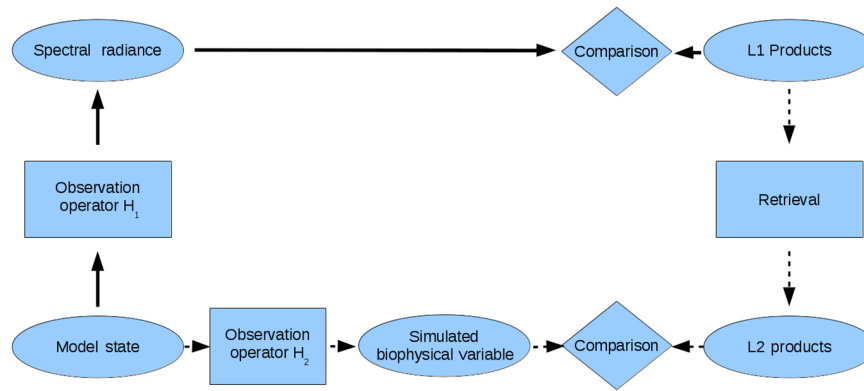 Spectral radiance
Comparison
L1 Products
Observation
operator H1
Retrieval
Model state
Observation
operator H2
Simulated
biophysical variable
Comparison
L2 products